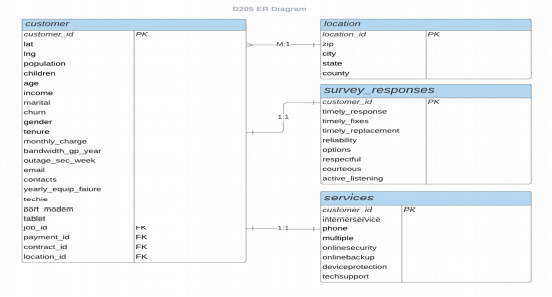 D205 ER Diagram
customer
customer_id PK
lat
lng
population
children
age
income
marital
churn
gender
tenure
monthly_charge
bandwidth_gp_year
outage_sec_week
email
contacts
yearly_equip_faiure
techie
port_modem
tablet
job_id FK
payment_id FK
contract_id FK
location_id FK
M:1
1:1
1:1
location
location_id PK
zip
city
state
county
survey_responses
customer_id PK
timely_response
timely_fixes
timely_replacement
reliability
options
respectful
courteous
active_listening
services
customer_id PK
internerservice
phone
multiple
onlinesecurity
onlinebackup
deviceprotection
techsupport